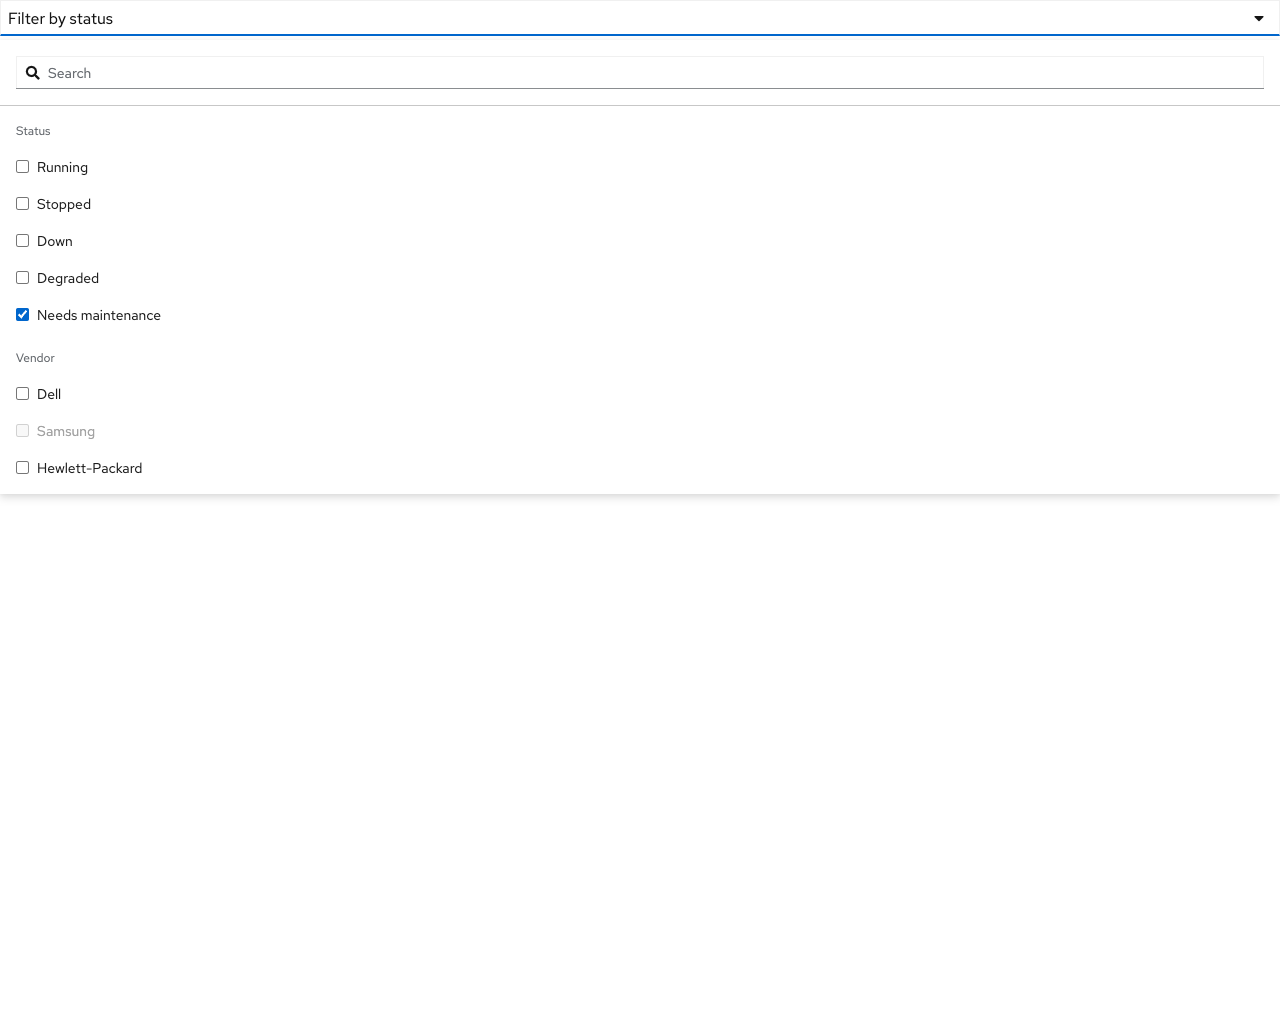 Filter by status
Search
Status
Running
Stopped
Down
Degraded
Needs maintenance
Vendor
Dell
Samsung
Hewlett-Packard